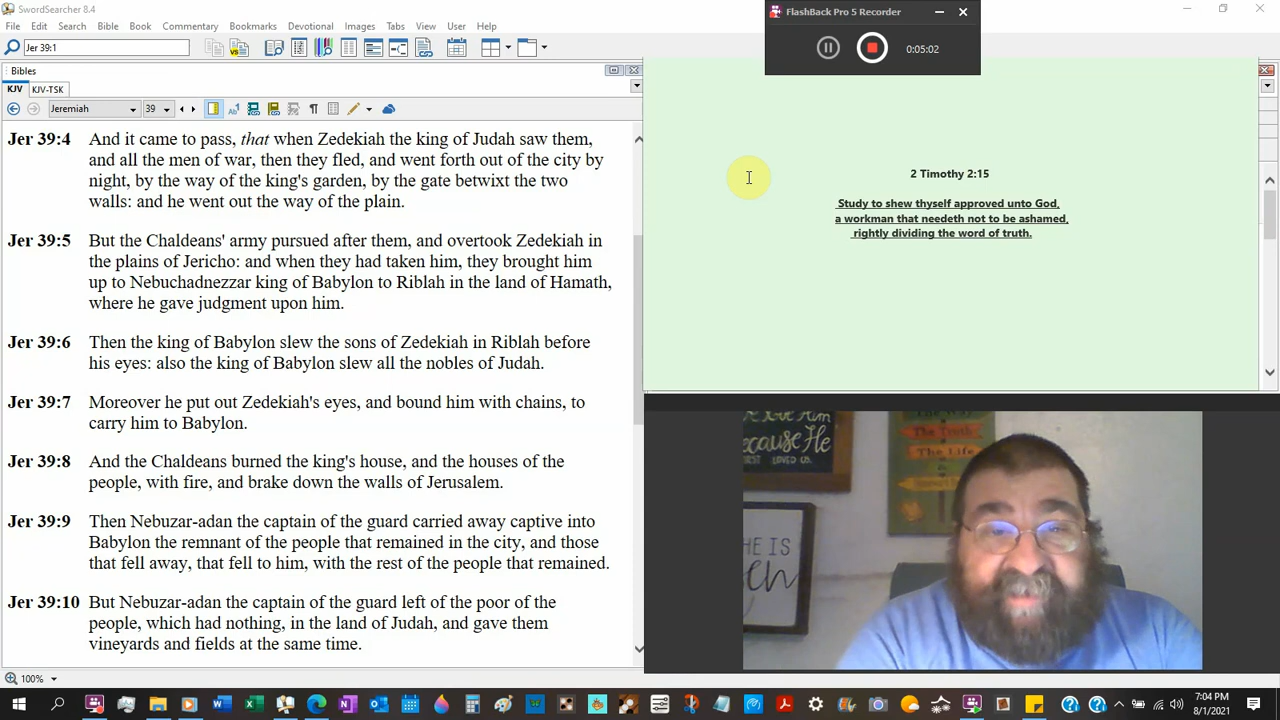 SwordSearcher 8.4
File Edit Search Bible Book Commentary Bookmarks Devotional Images Tabs View User Help
Jer 39:1
Bibles
KJV KJV-TSK
Jeremiah 39
Jer 39:4 And it came to pass, that when Zedekiah the king of Judah saw them,
and all the men of war, then they fled, and went forth out of the city by
night, by the way of the king's garden, by the gate betwixt the two
walls: and he went out the way of the plain.
Jer 39:5 But the Chaldeans' army pursued after them, and overtook Zedekiah in
the plains of Jericho: and when they had taken him, they brought him
up to Nebuchadnezzar king of Babylon to Riblah in the land of Hamath,
where he gave judgment upon him.
Jer 39:6 Then the king of Babylon slew the sons of Zedekiah in Riblah before
his eyes: also the king of Babylon slew all the nobles of Judah.
Jer 39:7 Moreover he put out Zedekiah's eyes, and bound him with chains, to
carry him to Babylon.
Jer 39:8 And the Chaldeans burned the king's house, and the houses of the
people, with fire, and brake down the walls of Jerusalem.
Jer 39:9 Then Nebuzar-adan the captain of the guard carried away captive into
Babylon the remnant of the people that remained in the city, and those
that fell away, that fell to him, with the rest of the people that remained.
Jer 39:10 But Nebuzar-adan the captain of the guard left of the poor of the
people, which had nothing, in the land of Judah, and gave them
vineyards and fields at the same time.
100%
FlashBack Pro 5 Recorder
0:05:02
2 Timothy 2:15
Study to shew thyself approved unto God,
a workman that needeth not to be ashamed,
rightly dividing the word of truth.
We Love Him
Because He
FIRST LOVED US.
The Way
The Truth
The Life
HE IS
7:04 PM
8/1/2021